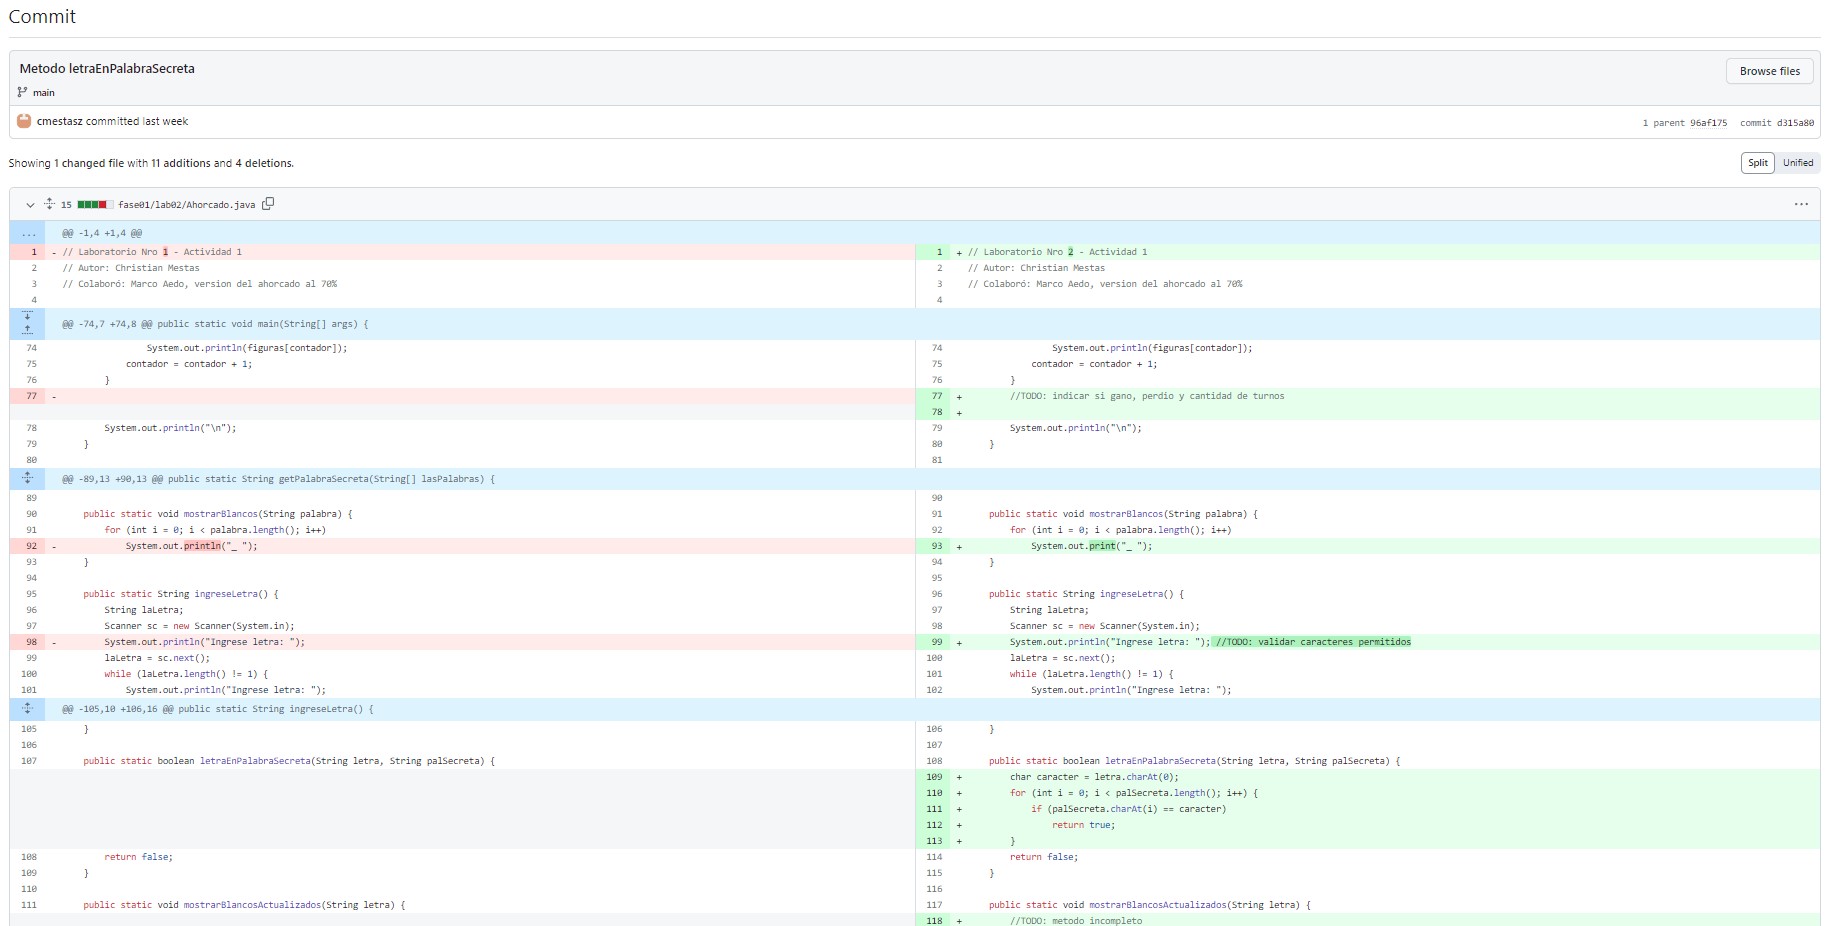 Commit
Metodo letraEnPalabraSecreta
Browse files
main
cmestasz committed last week
1 parent 96af175 commit d315a80
Showing 1 changed file with 11 additions and 4 deletions.
Split Unified
15 fase01/lab02/Ahorcado.java
... @@ -1,4 +1,4 @@
1 - // Laboratorio Nro 1 - Actividad 1 1 + // Laboratorio Nro 2 - Actividad 1
2 // Autor: Christian Mestas 2 // Autor: Christian Mestas
3 // Colaboró: Marco Aedo, version del ahorcado al 70% 3 // Colaboró: Marco Aedo, version del ahorcado al 70%
4 4
@@ -74,7 +74,8 @@ public static void main(String[] args) {
74 System.out.println(figuras[contador]); 74 System.out.println(figuras[contador]);
75 contador = contador + 1; 75 contador = contador + 1;
76 } 76 }
77 - 77 + //TODO: indicar si gano, perdio y cantidad de turnos
78 +
78 System.out.println("\n"); 79 System.out.println("\n");
79 } 80 }
80 81
@@ -89,13 +90,13 @@ public static String getPalabraSecreta(String[] lasPalabras) {
89 90
90 public static void mostrarBlancos(String palabra) { 91 public static void mostrarBlancos(String palabra) {
91 for (int i = 0; i < palabra.length(); i++) 92 for (int i = 0; i < palabra.length(); i++)
92 - System.out.println("_ "); 93 + System.out.print("_ ");
93 } 94 }
94 95
95 public static String ingreseLetra() { 96 public static String ingreseLetra() {
96 String laLetra; 97 String laLetra;
97 Scanner sc = new Scanner(System.in); 98 Scanner sc = new Scanner(System.in);
98 - System.out.println("Ingrese letra: "); 99 + System.out.println("Ingrese letra: "); //TODO: validar caracteres permitidos
99 laLetra = sc.next(); 100 laLetra = sc.next();
100 while (laLetra.length() != 1) { 101 while (laLetra.length() != 1) {
101 System.out.println("Ingrese letra: "); 102 System.out.println("Ingrese letra: ");
@@ -105,10 +106,16 @@ public static String ingreseLetra() {
105 } 106 }
106 107
107 public static boolean letraEnPalabraSecreta(String letra, String palSecreta) { 108 public static boolean letraEnPalabraSecreta(String letra, String palSecreta) {
109 + char caracter = letra.charAt(0);
110 + for (int i = 0; i < palSecreta.length(); i++) {
111 + if (palSecreta.charAt(i) == caracter)
112 + return true;
113 + }
108 return false; 114 return false;
109 } 115 }
110 116
111 public static void mostrarBlancosActualizados(String letra) { 117 public static void mostrarBlancosActualizados(String letra) {
118 + //TODO: metodo incompleto